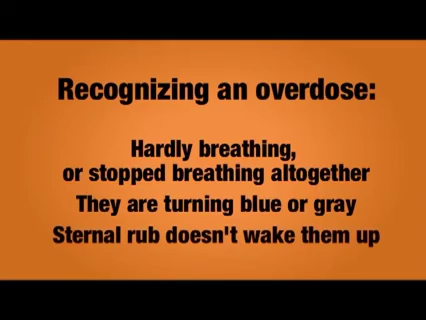 Recognizing an overdose:
Hardly breathing,
or stopped breathing altogether
They are turning blue or gray
Sternal rub doesn't wake them up